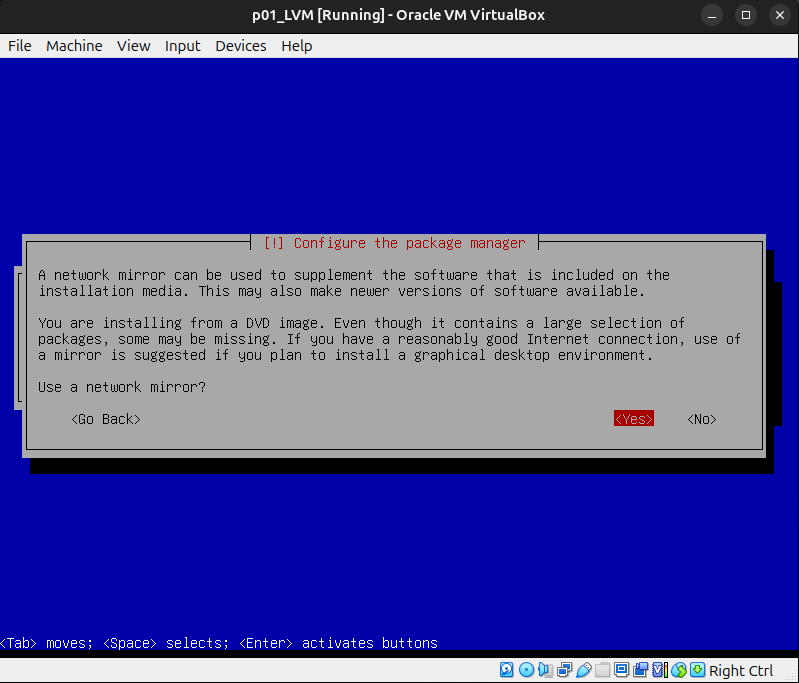 p01_LVM [Running] - Oracle VM VirtualBox
File Machine View Input Devices Help
[!] Configure the package manager
A network mirror can be used to supplement the software that is included on the
installation media. This may also make newer versions of software available.
You are installing from a DVD image. Even though it contains a large selection of
packages, some may be missing. If you have a reasonably good Internet connection, use of
a mirror is suggested if you plan to install a graphical desktop environment.
Use a network mirror?
<Go Back> <Yes> <No>
<Tab> moves; <Space> selects; <Enter> activates buttons
Right Ctrl